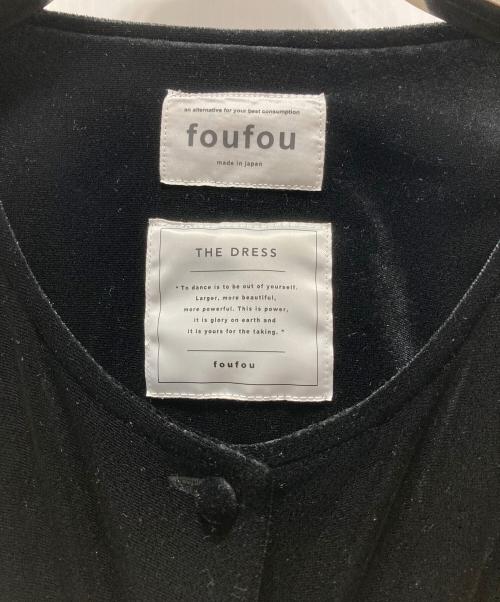 an alternative for your best consumption
foufou
made in japan
THE DRESS
" To dance is to be out of yourself.
Larger, more beautiful,
more powerful. This is power,
it is glory on earth and
it is yours for the taking. "
foufou